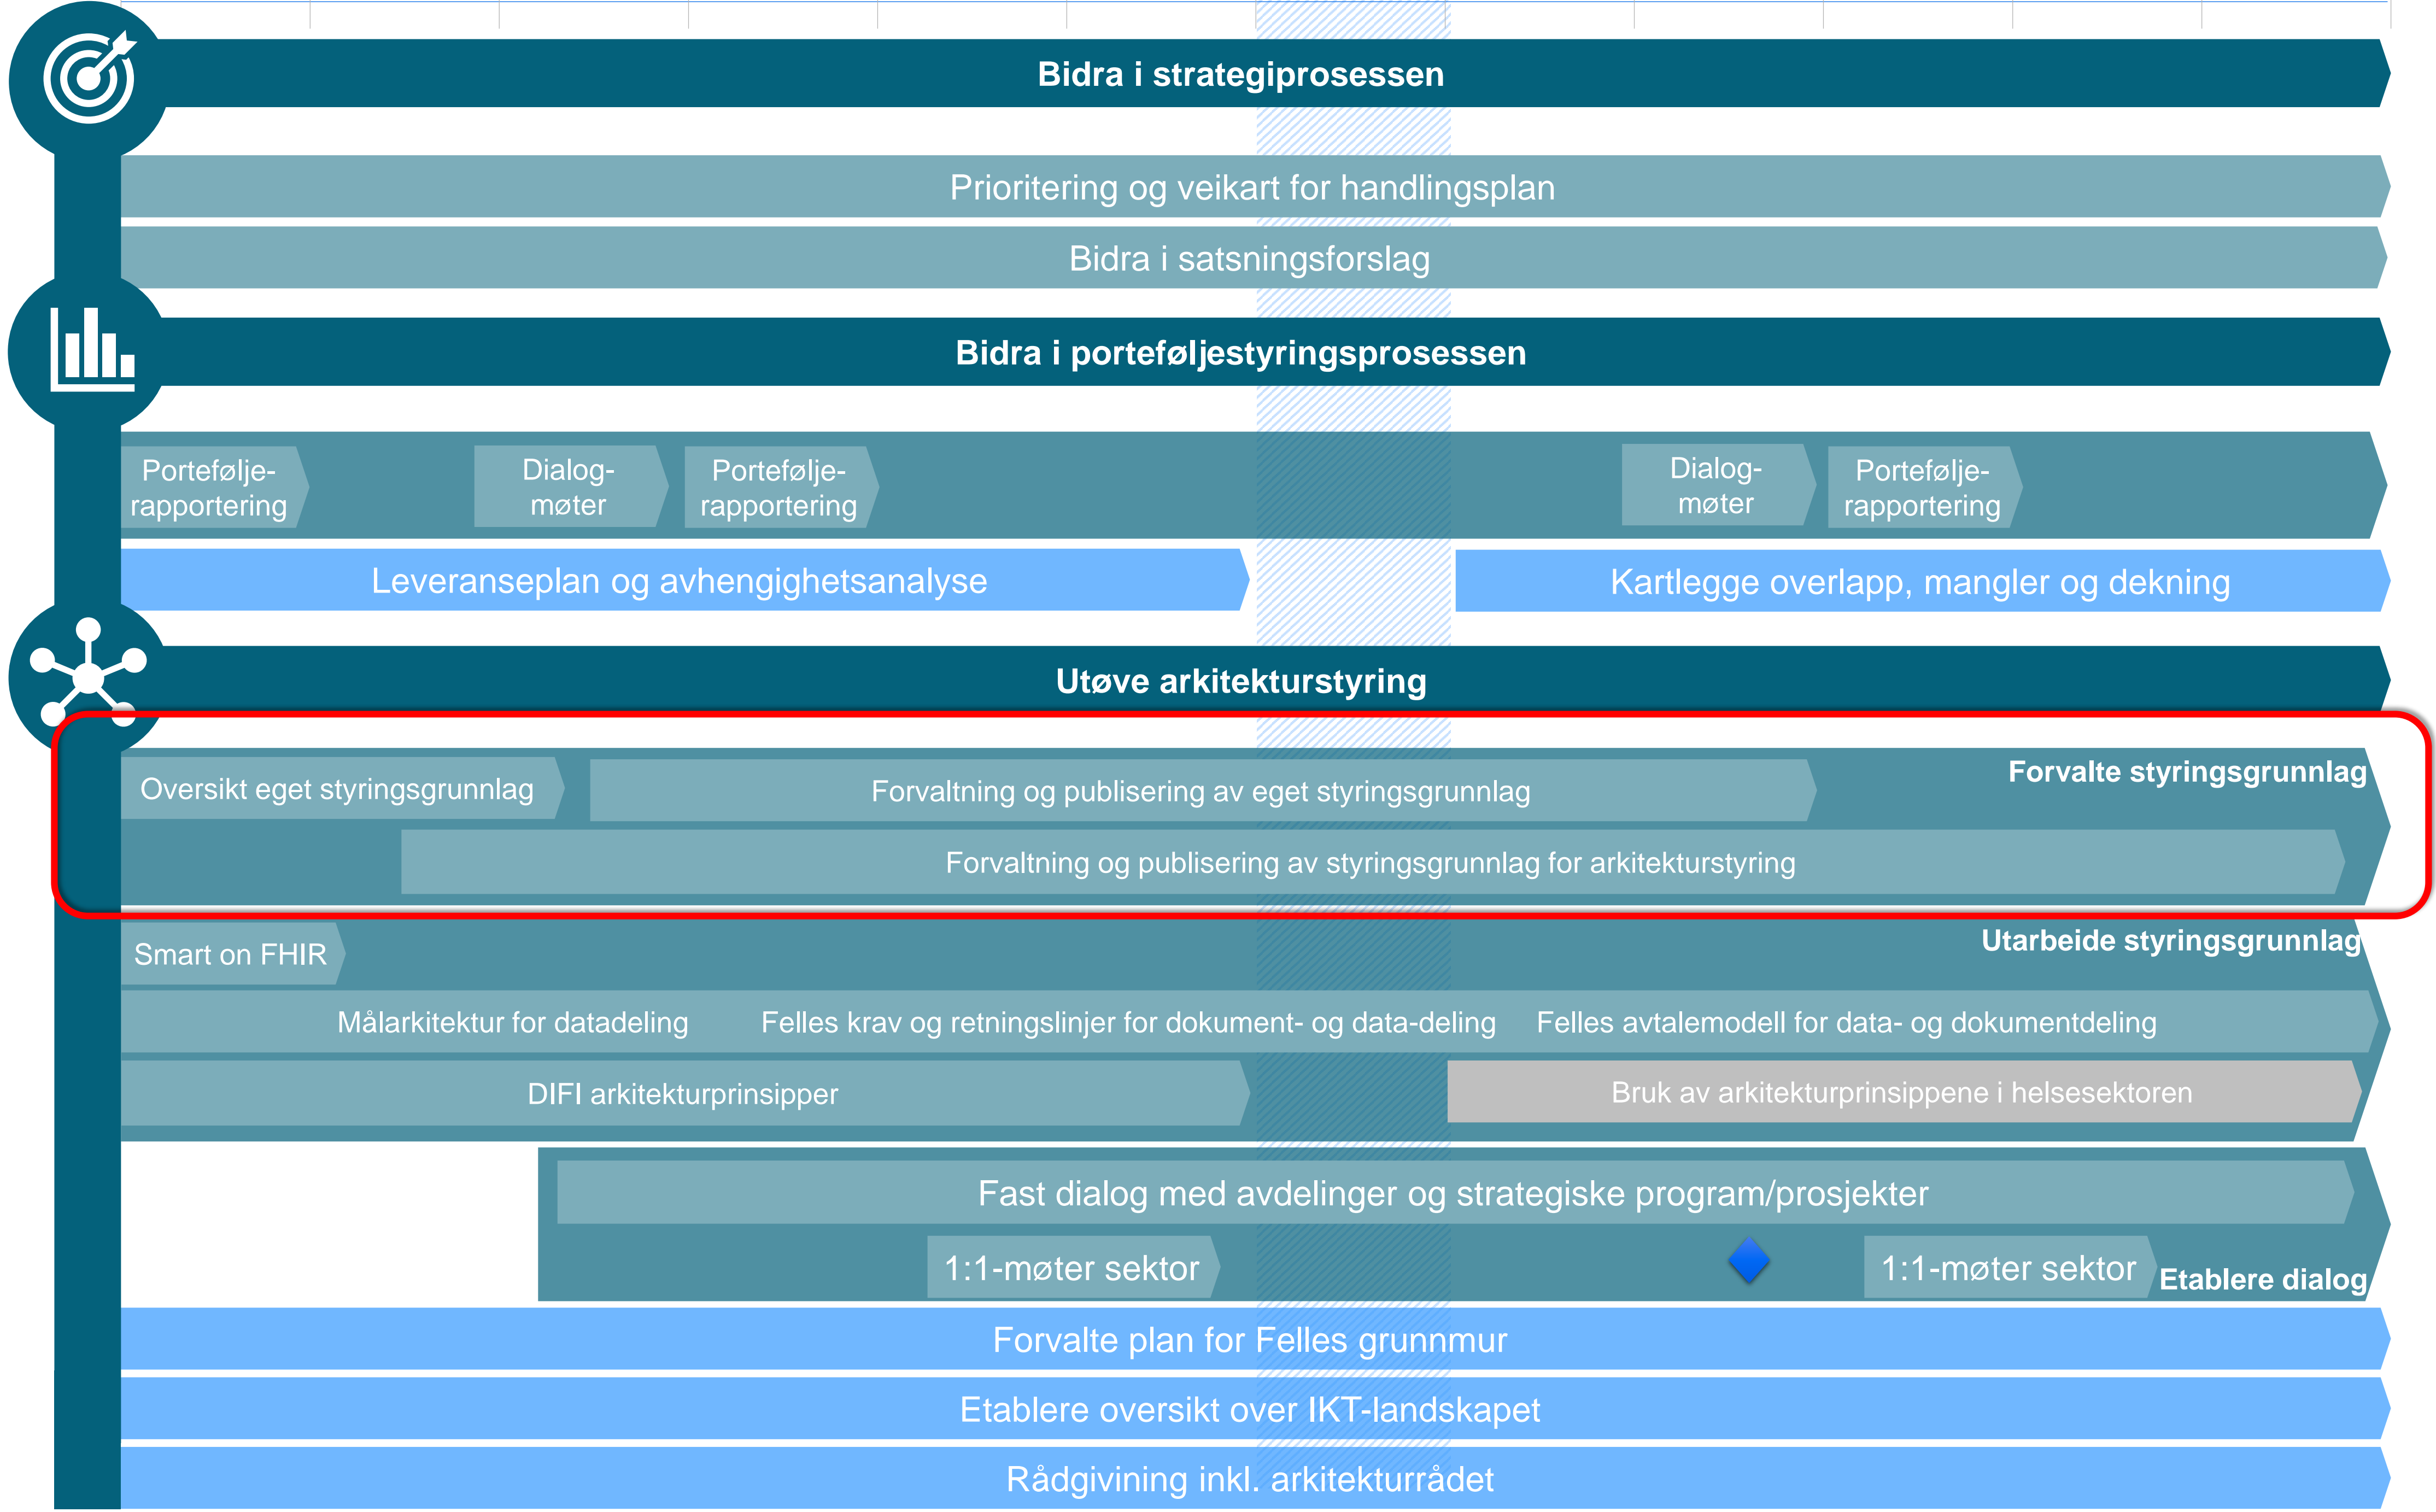 Bidra i strategiprosessen
Prioritering og veikart for handlingsplan
Bidra i satsningsforslag
Bidra i porteføljestyringsprosessen
Portefølje-
rapportering
Dialog-
møter
Portefølje-
rapportering
Dialog-
møter
Portefølje-
rapportering
Leveranseplan og avhengighetsanalyse
Kartlegge overlapp, mangler og dekning
Utøve arkitekturstyring
Forvalte styringsgrunnlag
Oversikt eget styringsgrunnlag
Forvaltning og publisering av eget styringsgrunnlag
Forvaltning og publisering av styringsgrunnlag for arkitekturstyring
Utarbeide styringsgrunnlag
Smart on FHIR
Målarkitektur for datadeling
Felles krav og retningslinjer for dokument- og data-deling
Felles avtalemodell for data- og dokumentdeling
DIFI arkitekturprinsipper
Bruk av arkitekturprinsippene i helsesektoren
Fast dialog med avdelinger og strategiske program/prosjekter
1:1-møter sektor
1:1-møter sektor
Etablere dialog
Forvalte plan for Felles grunnmur
Etablere oversikt over IKT-landskapet
Rådgivining inkl. arkitekturrådet